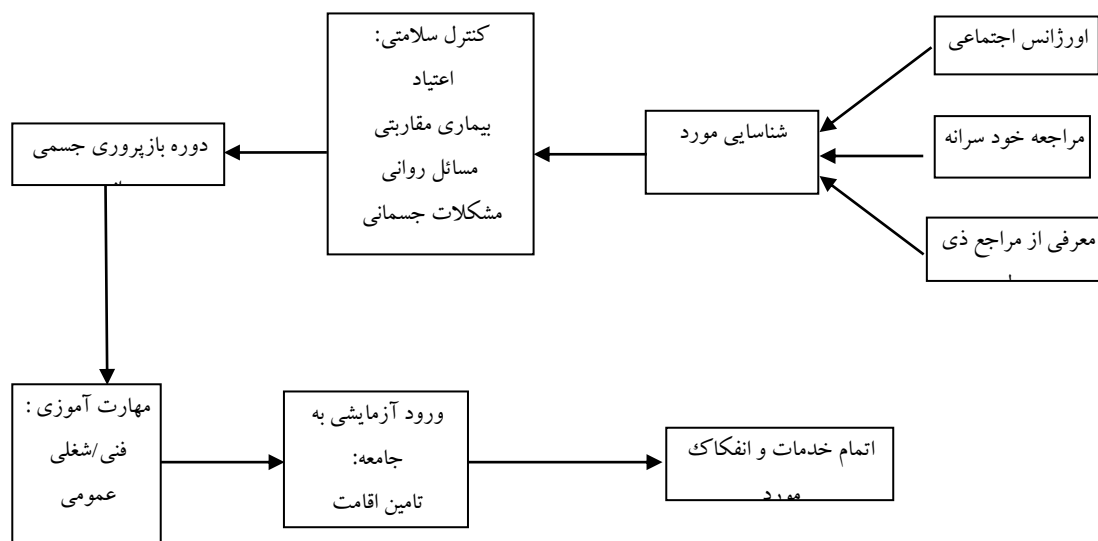 اورژانس اجتماعی
مراجعه خود سرانه
معرفی از مراجع ذی
شناسایی مورد
کنترل سلامتی:
اعتیاد
بیماری مقاربتی
مسائل روانی
مشکلات جسمانی
دوره بازپروری جسمی
مهارت آموزی :
فنی/شغلی
عمومی
ورود آزمایشی به
جامعه:
تامین اقامت
اتمام خدمات و انفکاک
مورد